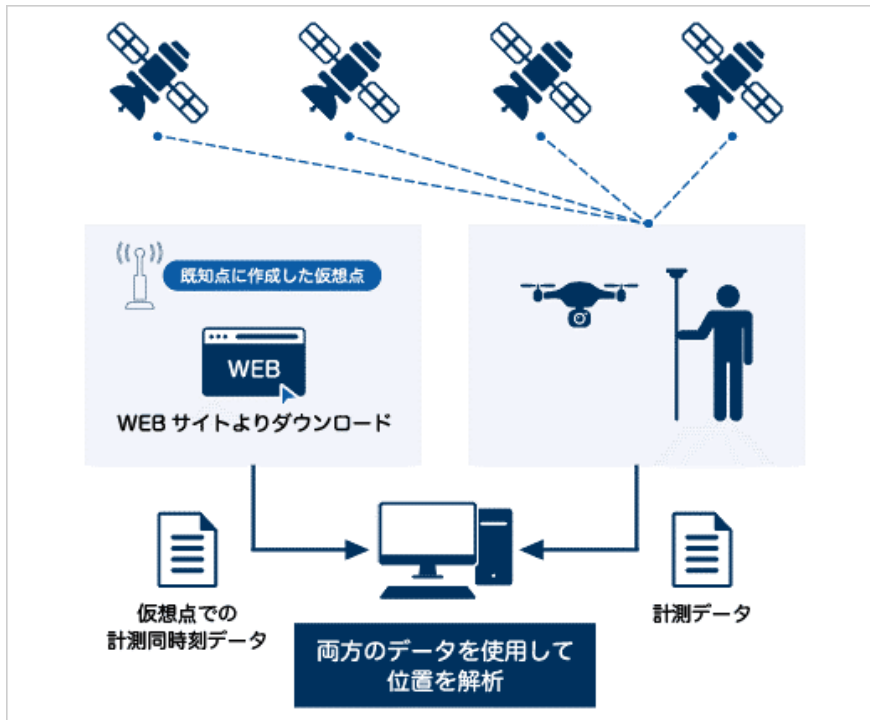 既知点に作成した仮想点
WEB
WEB サイトよりダウンロード
仮想点での
計測同時刻データ
計測データ
両方のデータを使用して
位置を解析